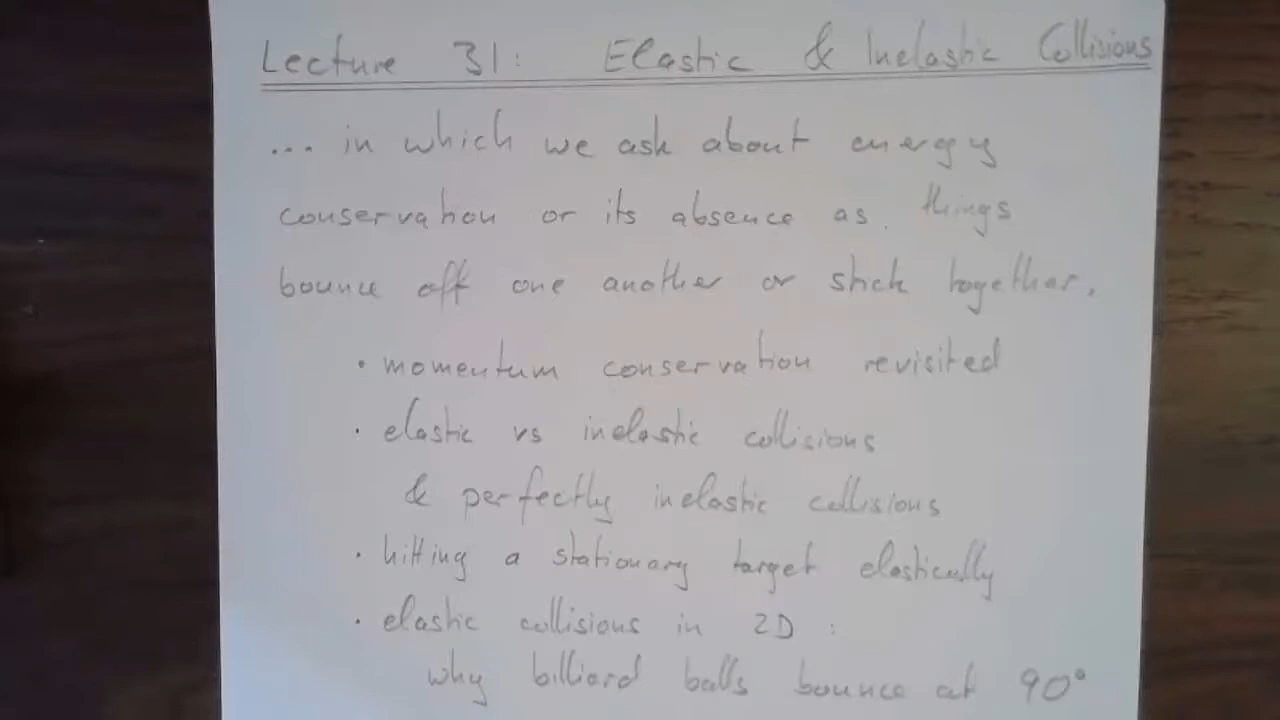 Lecture 31: Elastic & Inelastic Collisions
... in which we ask about energy
conservation or its absence as things
bounce off one another or stick together.
• momentum conservation revisited
• elastic vs inelastic collisions
& perfectly inelastic collisions
• hitting a stationary target elastically
• elastic collisions in 2D :
why billiard balls bounce at 90°